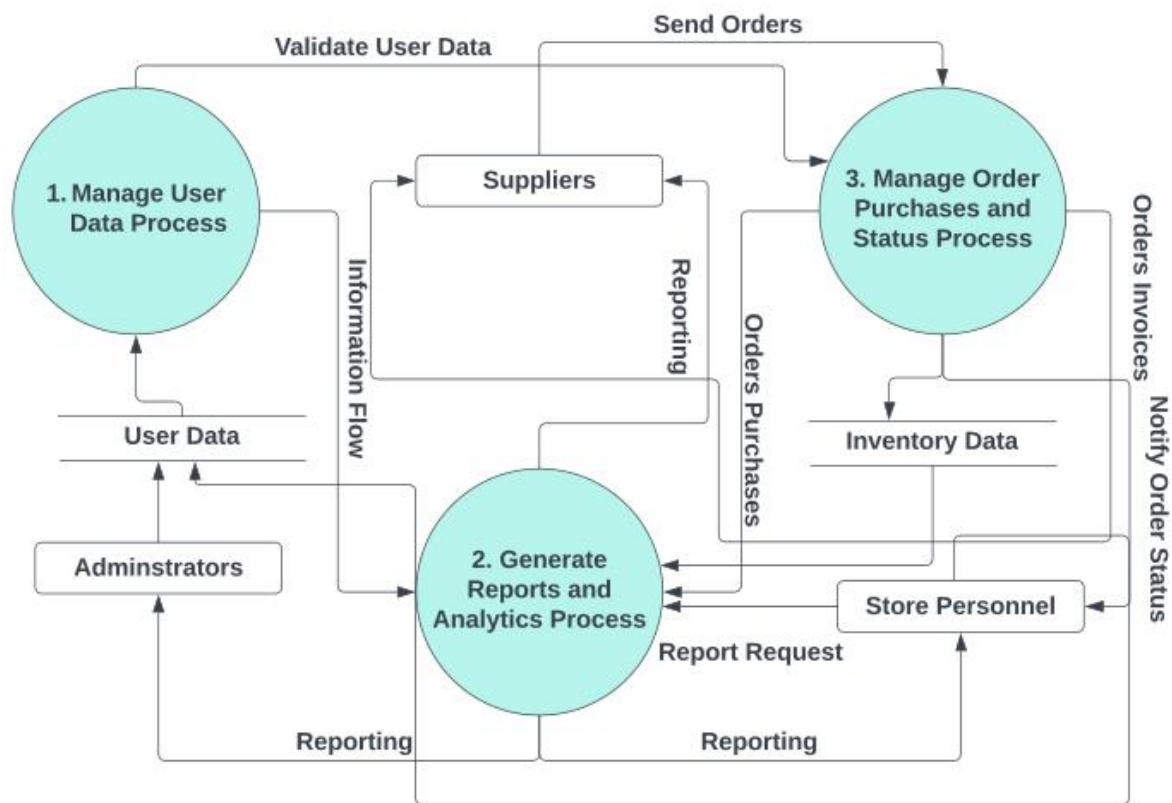 Send Orders
Validate User Data
1. Manage User
Data Process
Suppliers
3. Manage Order
Purchases and
Status Process
Orders Invoices
Information Flow
Reporting
Orders Purchases
Notify Order Status
User Data
Inventory Data
Adminstrators
2. Generate
Reports and
Analytics Process
Store Personnel
Report Request
Reporting
Reporting